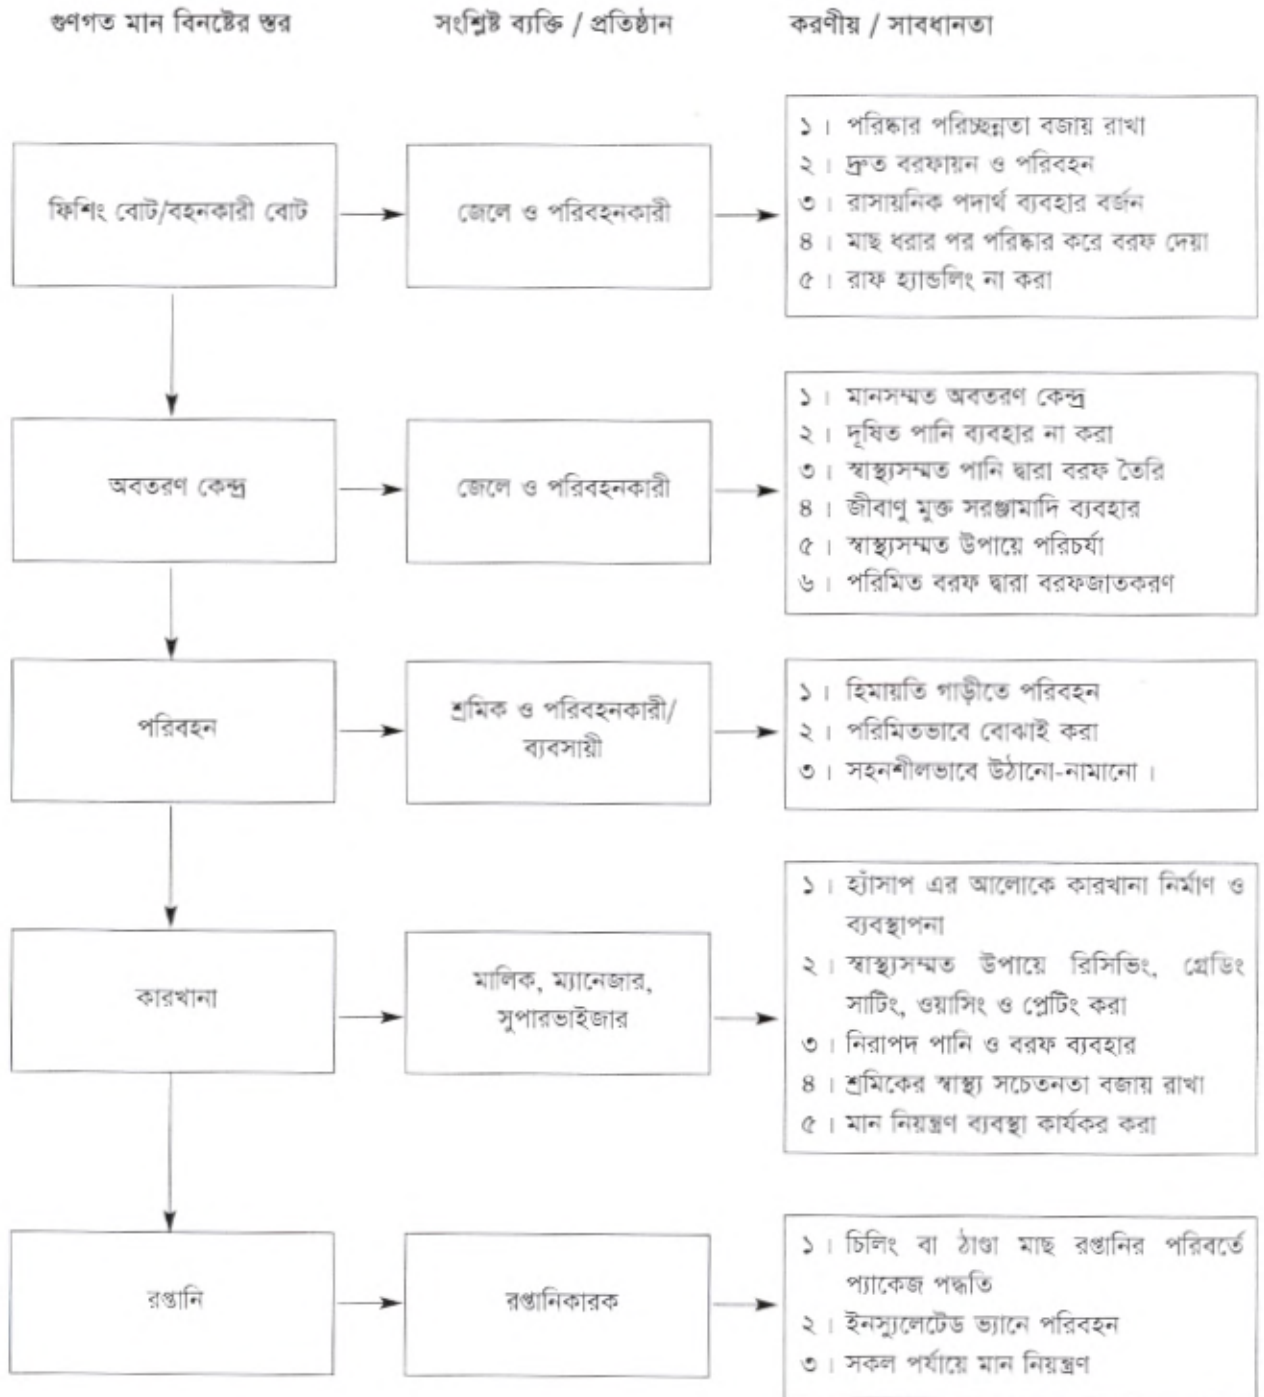 গুণগত মান বিনষ্টের স্তর
সংশ্লিষ্ট ব্যক্তি / প্রতিষ্ঠান
করণীয় / সাবধানতা
ফিশিং বোট/বহনকারী বোট
জেলে ও পরিবহনকারী
১। পরিষ্কার পরিচ্ছন্নতা বজায় রাখা
২। দ্রুত বরফায়ন ও পরিবহন
৩। রাসায়নিক পদার্থ ব্যবহার বর্জন
৪। মাছ ধরার পর পরিষ্কার করে বরফ দেয়া
৫। রাফ হ্যান্ডলিং না করা
অবতরণ কেন্দ্র
জেলে ও পরিবহনকারী
১। মানসম্মত অবতরণ কেন্দ্র
২। দূষিত পানি ব্যবহার না করা
৩। স্বাস্থ্যসম্মত পানি দ্বারা বরফ তৈরি
৪। জীবাণু মুক্ত সরঞ্জামাদি ব্যবহার
৫। স্বাস্থ্যসম্মত উপায়ে পরিচর্যা
৬। পরিমিত বরফ দ্বারা বরফজাতকরণ
পরিবহন
শ্রমিক ও পরিবহনকারী/
ব্যবসায়ী
১। হিমায়তি গাড়ীতে পরিবহন
২। পরিমিতভাবে বোঝাই করা
৩। সহনশীলভাবে উঠানো-নামানো।
কারখানা
মালিক, ম্যানেজার,
সুপারভাইজার
১। হ্যাঁসাপ এর আলোকে কারখানা নির্মাণ ও
ব্যবস্থাপনা
২। স্বাস্থ্যসম্মত উপায়ে রিসিভিং, গ্রেডিং
সার্টিং, ওয়াসিং ও প্লেটিং করা
৩। নিরাপদ পানি ও বরফ ব্যবহার
৪। শ্রমিকের স্বাস্থ্য সচেতনতা বজায় রাখা
৫। মান নিয়ন্ত্রণ ব্যবস্থা কার্যকর করা
রপ্তানি
রপ্তানিকারক
১। চিলিং বা ঠাণ্ডা মাছ রপ্তানির পরিবর্তে
প্যাকেজ পদ্ধতি
২। ইনস্যুলেটেড ভ্যানে পরিবহন
৩। সকল পর্যায়ে মান নিয়ন্ত্রণ